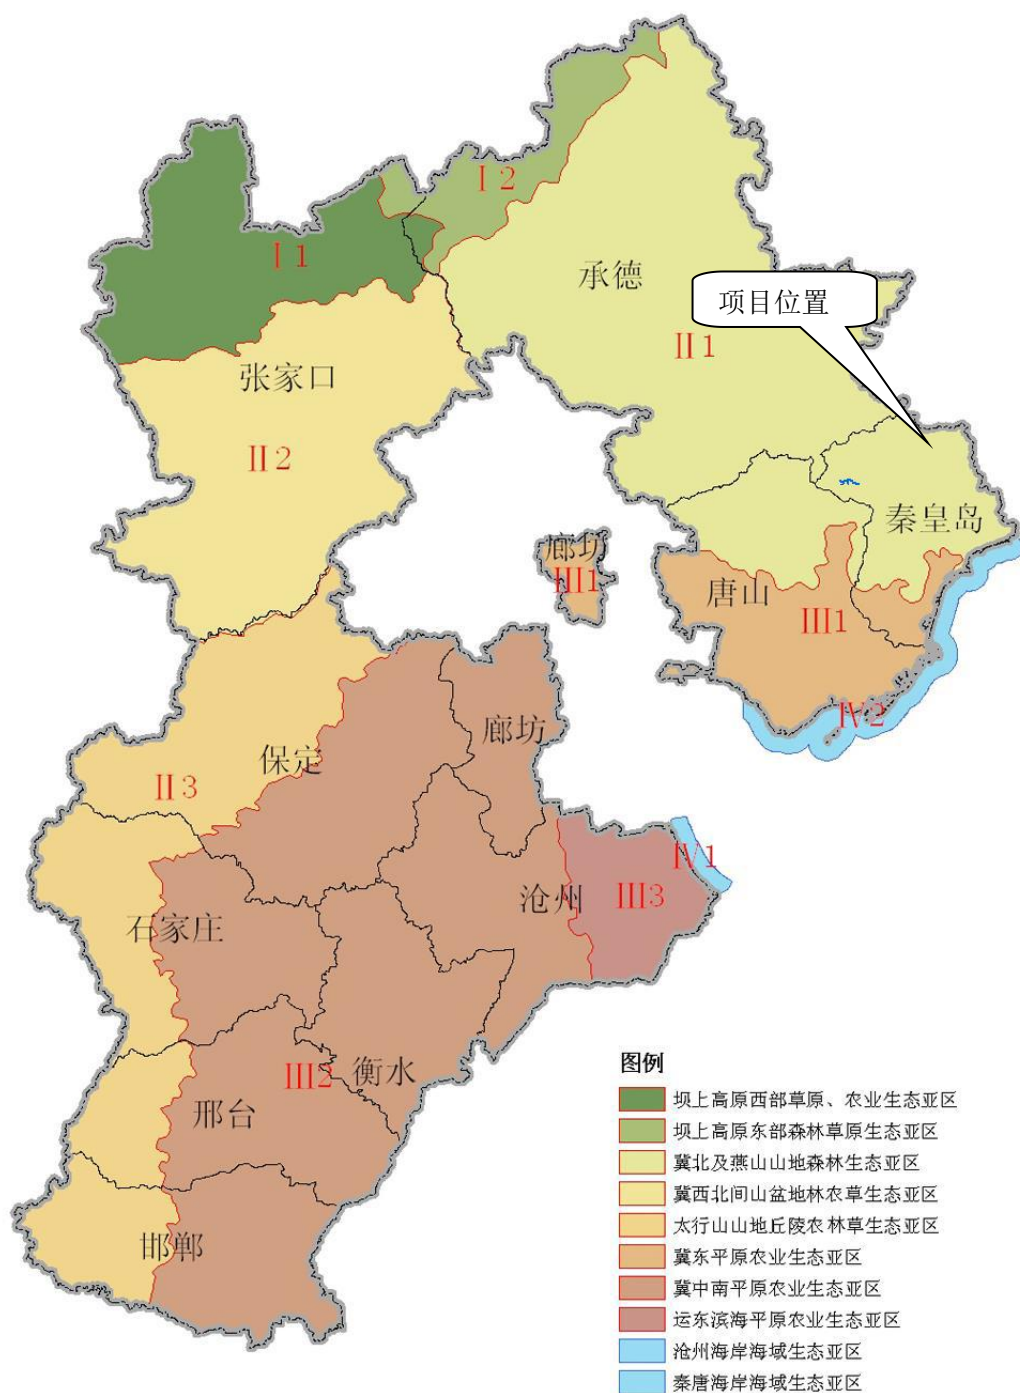 Ⅰ2
Ⅰ1
承德
项目位置
Ⅱ1
张家口
Ⅱ2
秦皇岛
廊坊
Ⅲ1
唐山
Ⅲ1
Ⅳ2
廊坊
保定
Ⅱ3
Ⅳ1
沧州
Ⅲ3
石家庄
Ⅲ2
衡水
邢台
邯郸
图例
坝上高原西部草原、农业生态亚区
坝上高原东部森林草原生态亚区
冀北及燕山山地森林生态亚区
冀西北间山盆地林农草生态亚区
太行山山地丘陵农林草生态亚区
冀东平原农业生态亚区
冀中南平原农业生态亚区
运东滨海平原农业生态亚区
沧州海岸海域生态亚区
秦唐海岸海域生态亚区